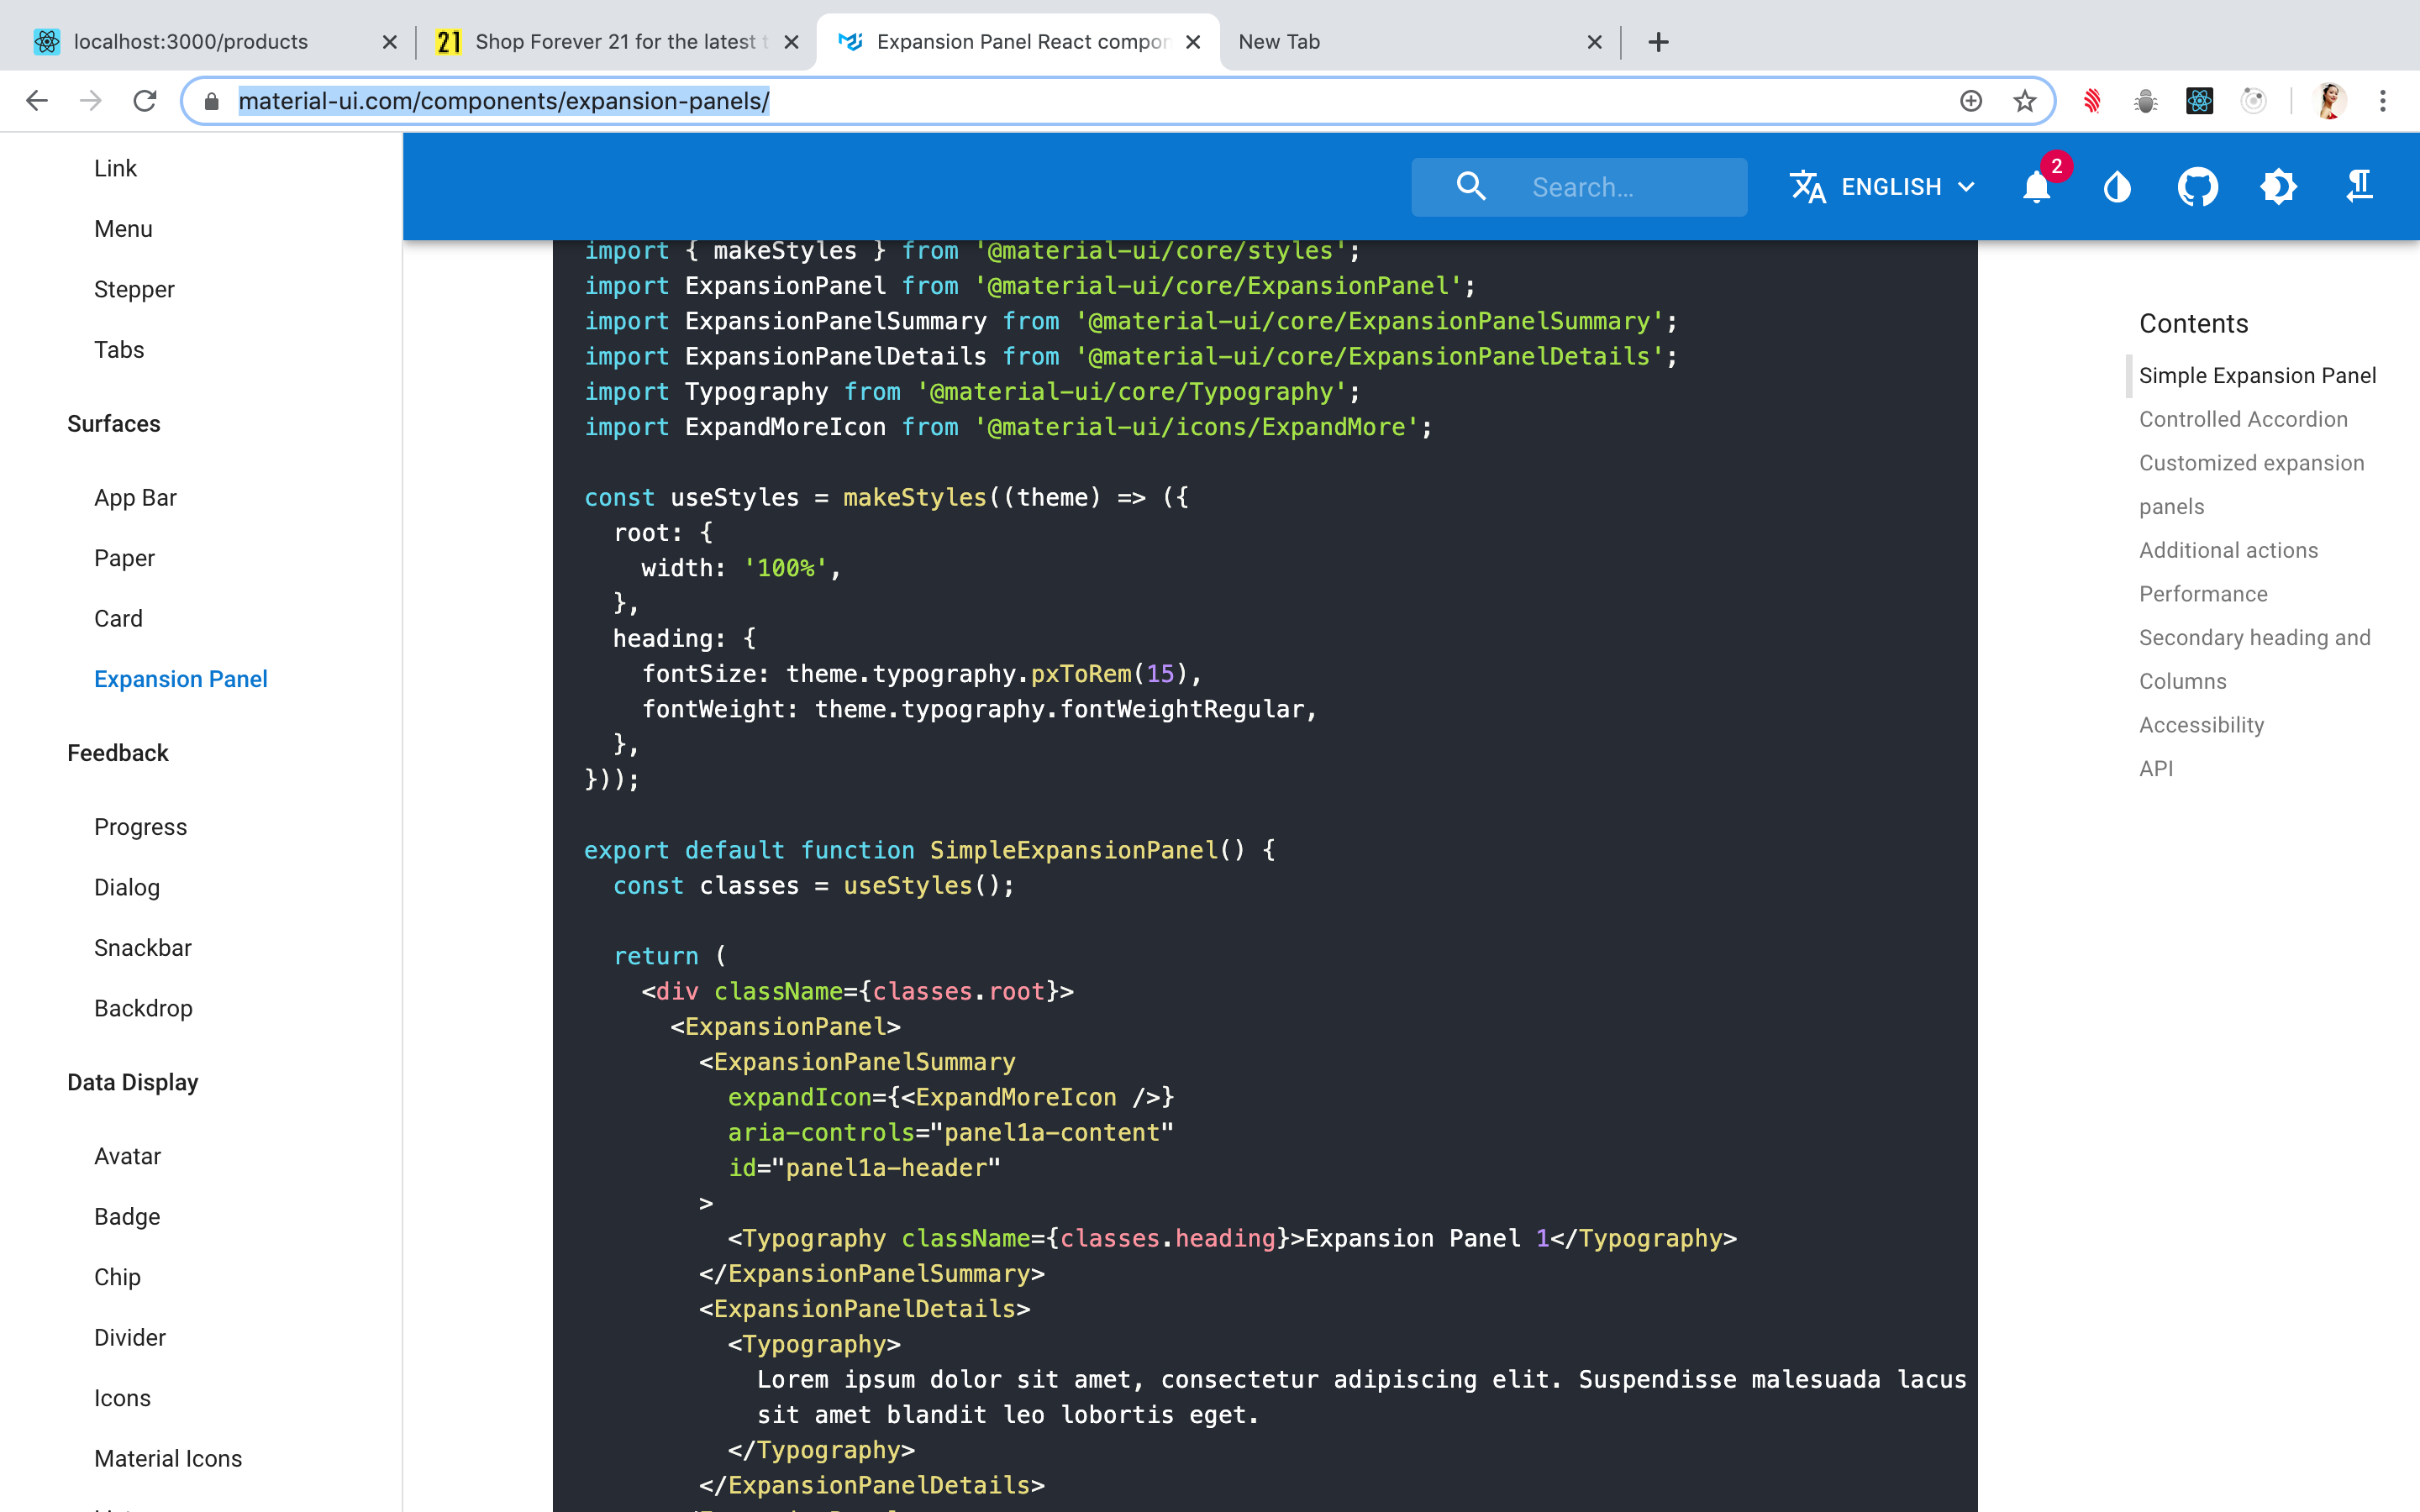 localhost:3000/products
21 Shop Forever 21 for the latest t
Expansion Panel React compon
New Tab
material-ui.com/components/expansion-panels/
Search...
ENGLISH
2
Link
Menu
Stepper
Tabs
Surfaces
App Bar
Paper
Card
Expansion Panel
Feedback
Progress
Dialog
Snackbar
Backdrop
Data Display
Avatar
Badge
Chip
Divider
Icons
Material Icons
import { makeStyles } from '@material-ui/core/styles';
import ExpansionPanel from '@material-ui/core/ExpansionPanel';
import ExpansionPanelSummary from '@material-ui/core/ExpansionPanelSummary';
import ExpansionPanelDetails from '@material-ui/core/ExpansionPanelDetails';
import Typography from '@material-ui/core/Typography';
import ExpandMoreIcon from '@material-ui/icons/ExpandMore';
const useStyles = makeStyles((theme) => ({
root: {
width: '100%',
},
heading: {
fontSize: theme.typography.pxToRem(15),
fontWeight: theme.typography.fontWeightRegular,
},
}));
export default function SimpleExpansionPanel() {
const classes = useStyles();
return (
<div className={classes.root}>
<ExpansionPanel>
<ExpansionPanelSummary
expandIcon={<ExpandMoreIcon />}
aria-controls="panel1a-content"
id="panel1a-header"
>
<Typography className={classes.heading}>Expansion Panel 1</Typography>
</ExpansionPanelSummary>
<ExpansionPanelDetails>
<Typography>
Lorem ipsum dolor sit amet, consectetur adipiscing elit. Suspendisse malesuada lacus
sit amet blandit leo lobortis eget.
</Typography>
</ExpansionPanelDetails>
Contents
Simple Expansion Panel
Controlled Accordion
Customized expansion
panels
Additional actions
Performance
Secondary heading and
Columns
Accessibility
API